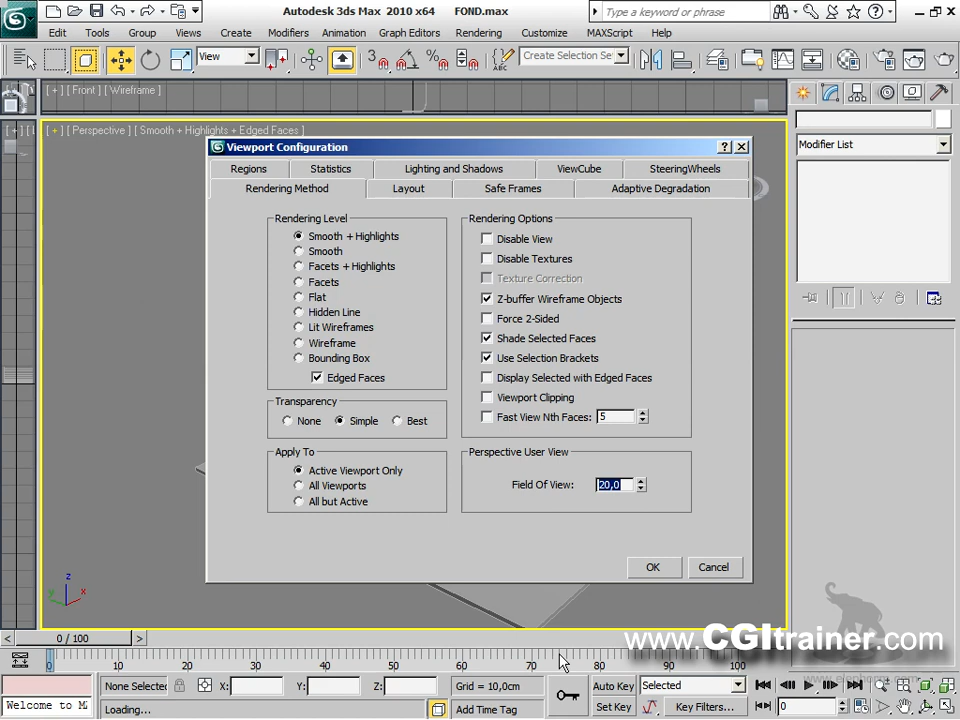 Autodesk 3ds Max 2010 x64 FOND.max
Type a keyword or phrase
Edit Tools Group Views Create Modifiers Animation Graph Editors Rendering Customize MAXScript Help
View
3
Create Selection Se
[ + ] [ Front ] [ Wireframe ]
[ + ] [ Perspective ] [ Smooth + Highlights + Edged Faces ]
Modifier List
Viewport Configuration
Regions Statistics Lighting and Shadows ViewCube SteeringWheels
Rendering Method Layout Safe Frames Adaptive Degradation
Rendering Level
Smooth + Highlights
Smooth
Facets + Highlights
Facets
Flat
Hidden Line
Lit Wireframes
Wireframe
Bounding Box
Edged Faces
Transparency
None Simple Best
Apply To
Active Viewport Only
All Viewports
All but Active
Rendering Options
Disable View
Disable Textures
Texture Correction
Z-buffer Wireframe Objects
Force 2-Sided
Shade Selected Faces
Use Selection Brackets
Display Selected with Edged Faces
Viewport Clipping
Fast View Nth Faces: 5
Perspective User View
Field Of View: 20,0
OK Cancel
z
y x
0 / 100
www.CGItrainer.com
0 10 20 30 40 50 60 70 80 90 100
None Selected X: Y: Z: Grid = 10,0cm Auto Key Selected
Welcome to M
Loading... Add Time Tag Set Key Key Filters... 0